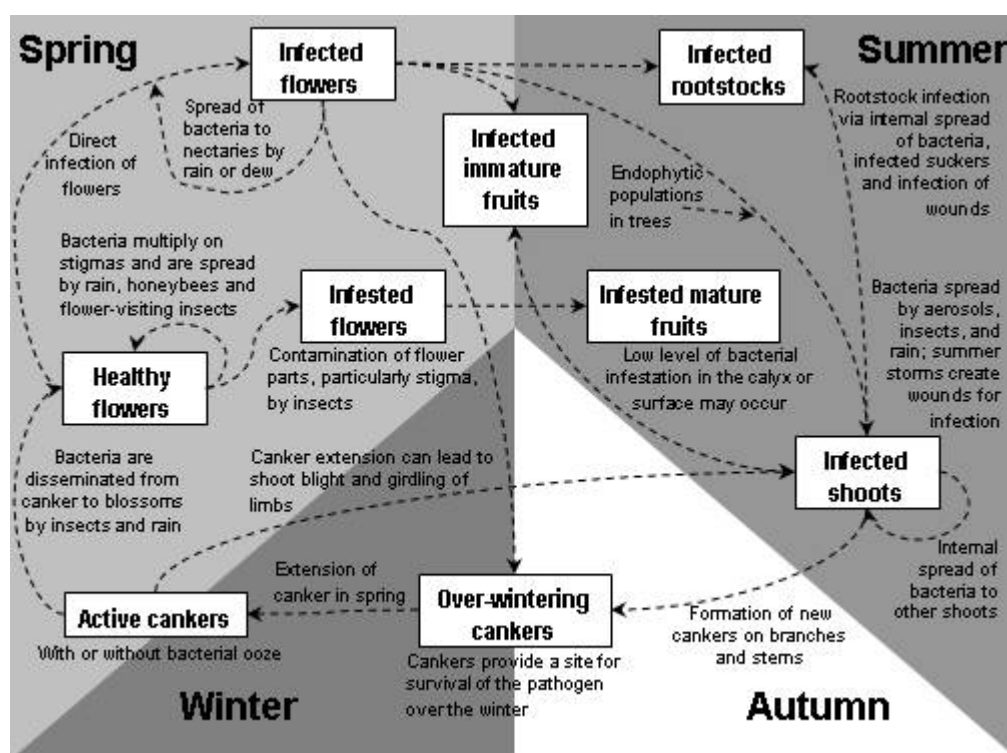 Spring
Infected
flowers
Infected
rootstocks
Summer
Direct
infection of
flowers
Spread of
bacteria to
nectaries by
rain or dew
Infected
immature
fruits
Endophytic
populations
in trees
Rootstock infection
via internal spread
of bacteria,
infected suckers
and infection of
wounds
Bacteria multiply on
stigmas and are spread
by rain, honeybees and
flower-visiting insects
Infested
flowers
Infested mature
fruits
Healthy
flowers
Contamination of flower
parts, particularly stigma,
by insects
Low level of bacterial
infestation in the calyx or
surface may occur
Bacteria spread
by aerosols,
insects, and
rain; summer
storms create
wounds for
infection
Bacteria are
disseminated from
canker to blossoms
by insects and rain
Canker extension can lead to
shoot blight and girdling of
limbs
Infected
shoots
Active cankers
With or without bacterial ooze
Extension of
canker in spring
Over-wintering
cankers
Cankers provide a site for
survival of the pathogen
over the winter
Formation of new
cankers on branches
and stems
Internal
spread of
bacteria to
other shoots
Winter
Autumn